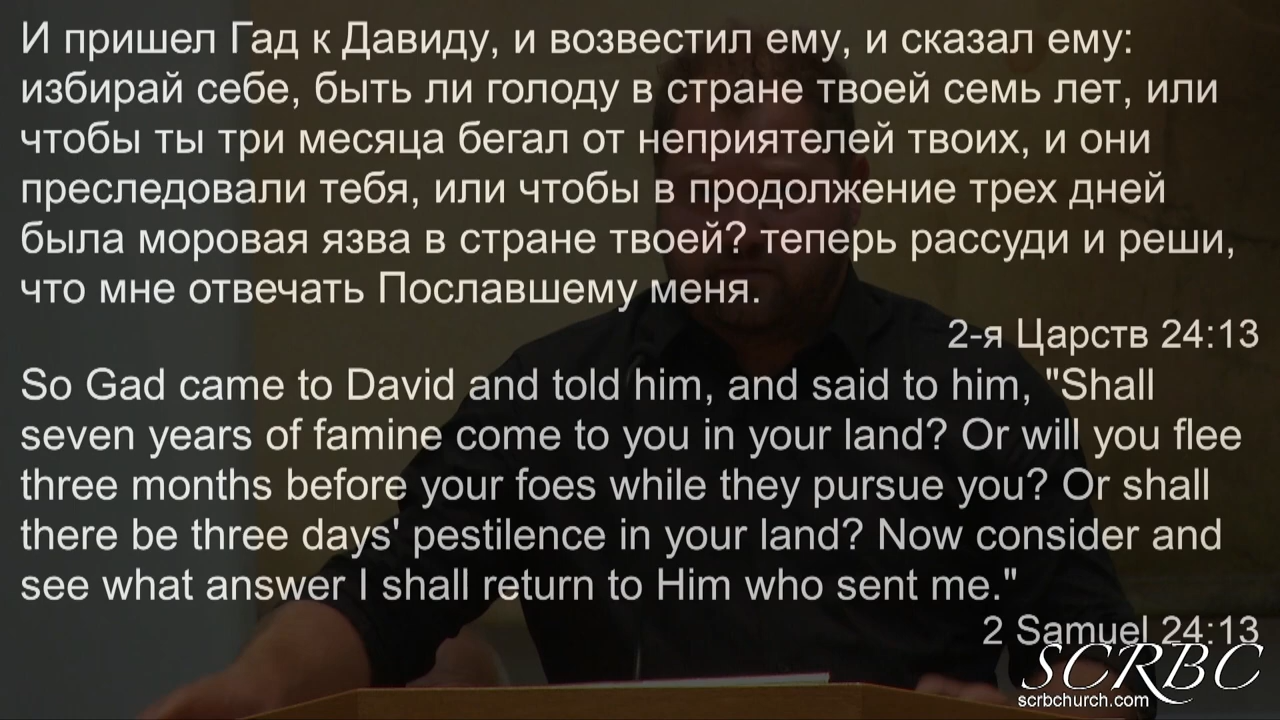 И пришел Гад к Давиду, и возвестил ему, и сказал ему:
избирай себе, быть ли голоду в стране твоей семь лет, или
чтобы ты три месяца бегал от неприятелей твоих, и они
преследовали тебя, или чтобы в продолжение трех дней
была моровая язва в стране твоей? теперь рассуди и реши,
что мне отвечать Пославшему меня.
2-я Царств 24:13
So Gad came to David and told him, and said to him, "Shall
seven years of famine come to you in your land? Or will you flee
three months before your foes while they pursue you? Or shall
there be three days' pestilence in your land? Now consider and
see what answer I shall return to Him who sent me."
2 Samuel 24:13
SCRBC
scrbchurch.com